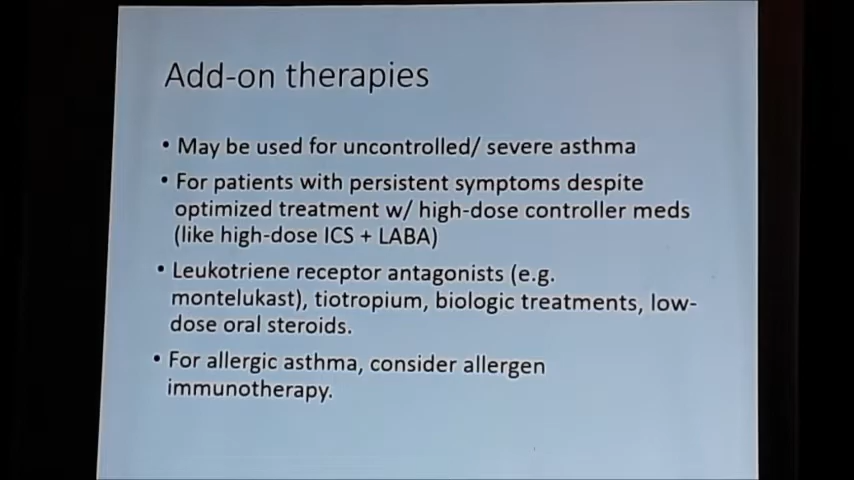 Add-on therapies
• May be used for uncontrolled/ severe asthma
• For patients with persistent symptoms despite
optimized treatment w/ high-dose controller meds
(like high-dose ICS + LABA)
• Leukotriene receptor antagonists (e.g.
montelukast), tiotropium, biologic treatments, low-
dose oral steroids.
• For allergic asthma, consider allergen
immunotherapy.